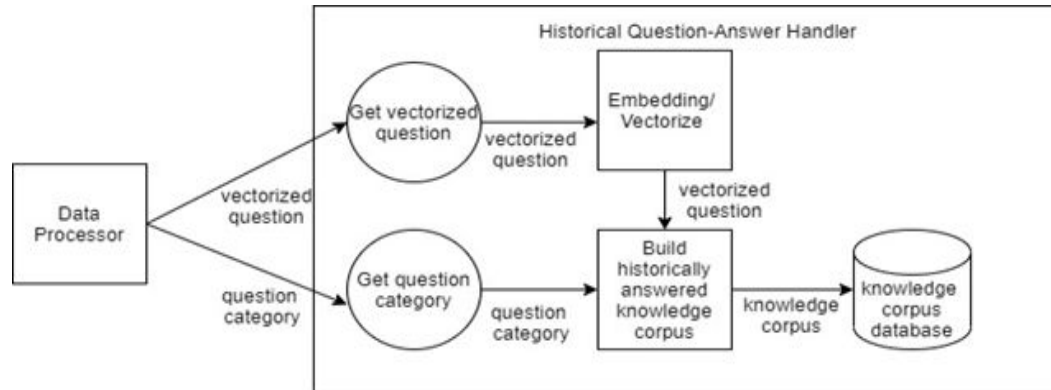 Historical Question-Answer Handler
Get vectorized
question
vectorized
question
Embedding/
Vectorize
vectorized
question
Data
Processor
vectorized
question
question
category
Get question
category
question
category
Build
historically
answered
knowledge
corpus
knowledge
corpus
knowledge
corpus
database